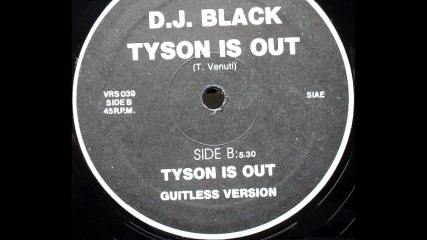 D.J. BLACK
TYSON IS OUT
(T. Venuti)
VRS 039
SIDE B
45 R.P.M.
SIAE
SIDE B: 5.30
TYSON IS OUT
GUITLESS VERSION